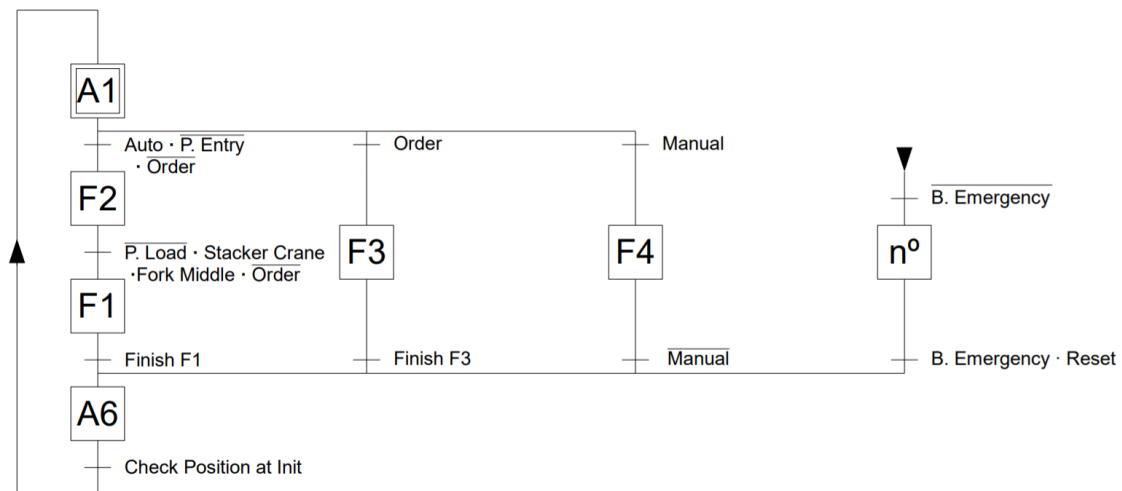 A1
Auto · P. Entry
· Order
Order
Manual
F2
B. Emergency
P. Load · Stacker Crane
·Fork Middle · Order
F3
F4
nº
F1
Finish F1
Finish F3
Manual
B. Emergency · Reset
A6
Check Position at Init